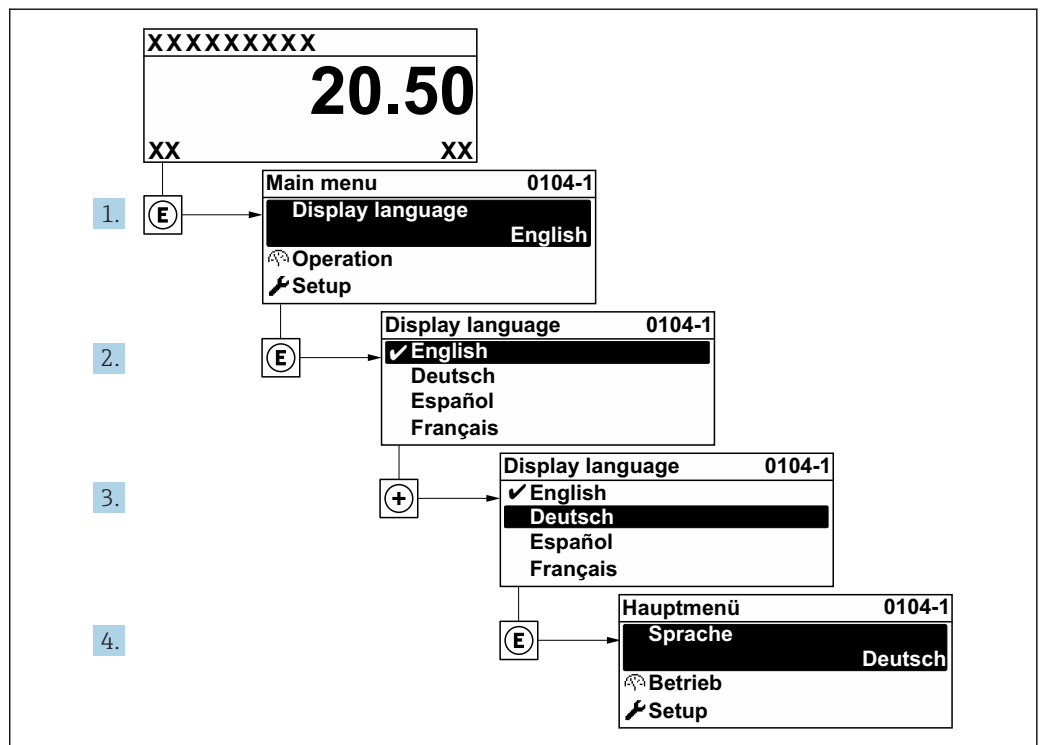 XXXXXXXXX
20.50
XX XX
1. E
Main menu 0104-1
Display language
English
Operation
Setup
2. E
Display language 0104-1
✔English
Deutsch
Español
Français
3. +
Display language 0104-1
✔English
Deutsch
Español
Français
4. E
Hauptmenü 0104-1
Sprache
Deutsch
Betrieb
Setup